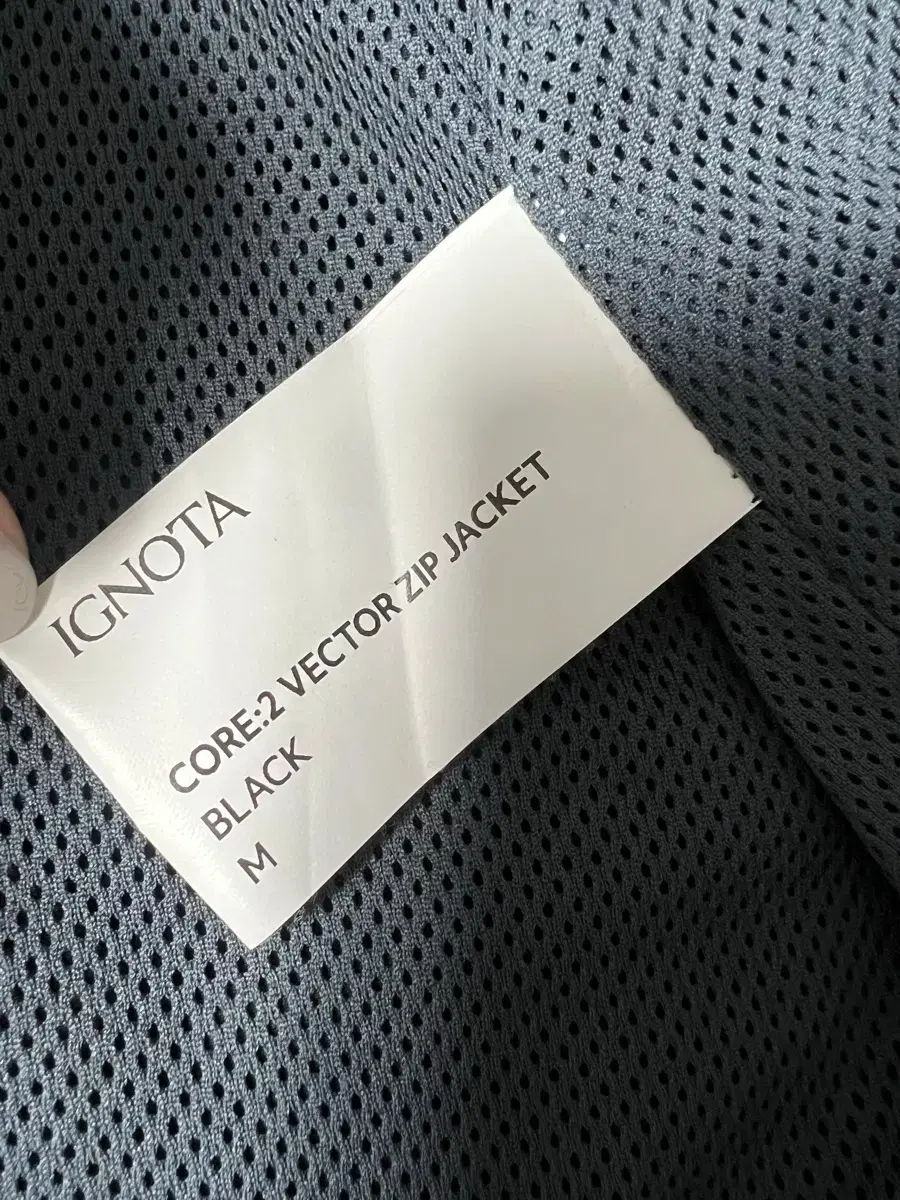 IGNOTA
CORE:2 VECTOR ZIP JACKET
BLACK
M